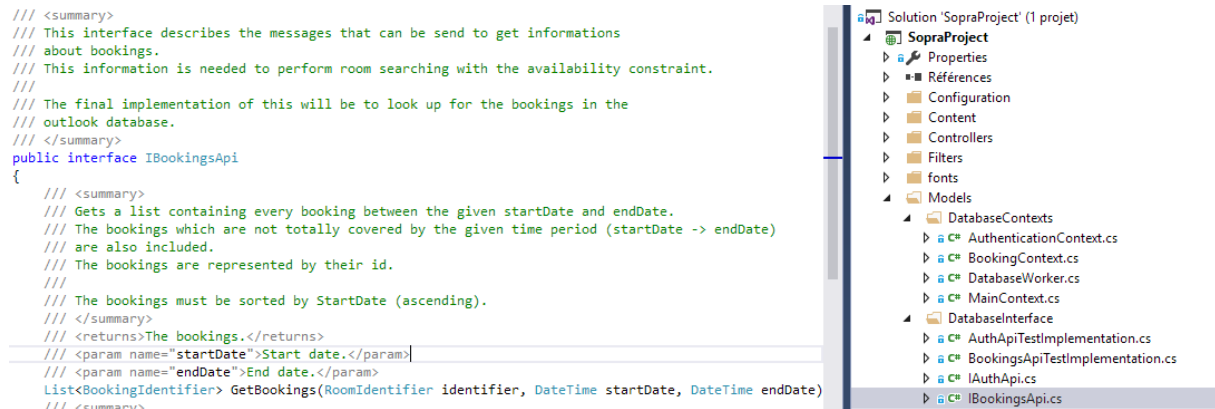 /// <summary>
/// This interface describes the messages that can be send to get informations
/// about bookings.
/// This information is needed to perform room searching with the availability constraint.
///
/// The final implementation of this will be to look up for the bookings in the
/// outlook database.
/// </summary>
public interface IBookingsApi
{
/// <summary>
/// Gets a list containing every booking between the given startDate and endDate.
/// The bookings which are not totally covered by the given time period (startDate -> endDate)
/// are also included.
/// The bookings are represented by their id.
///
/// The bookings must be sorted by StartDate (ascending).
/// </summary>
/// <returns>The bookings.</returns>
/// <param name="startDate">Start date.</param>
/// <param name="endDate">End date.</param>
List<BookingIdentifier> GetBookings(RoomIdentifier identifier, DateTime startDate, DateTime endDate)
/// <summary>
Solution 'SopraProject' (1 projet)
SopraProject
Properties
Références
Configuration
Content
Controllers
Filters
fonts
Models
DatabaseContexts
C# AuthenticationContext.cs
C# BookingContext.cs
C# DatabaseWorker.cs
C# MainContext.cs
DatabaseInterface
C# AuthApiTestImplementation.cs
C# BookingsApiTestImplementation.cs
C# IAuthApi.cs
C# IBookingsApi.cs